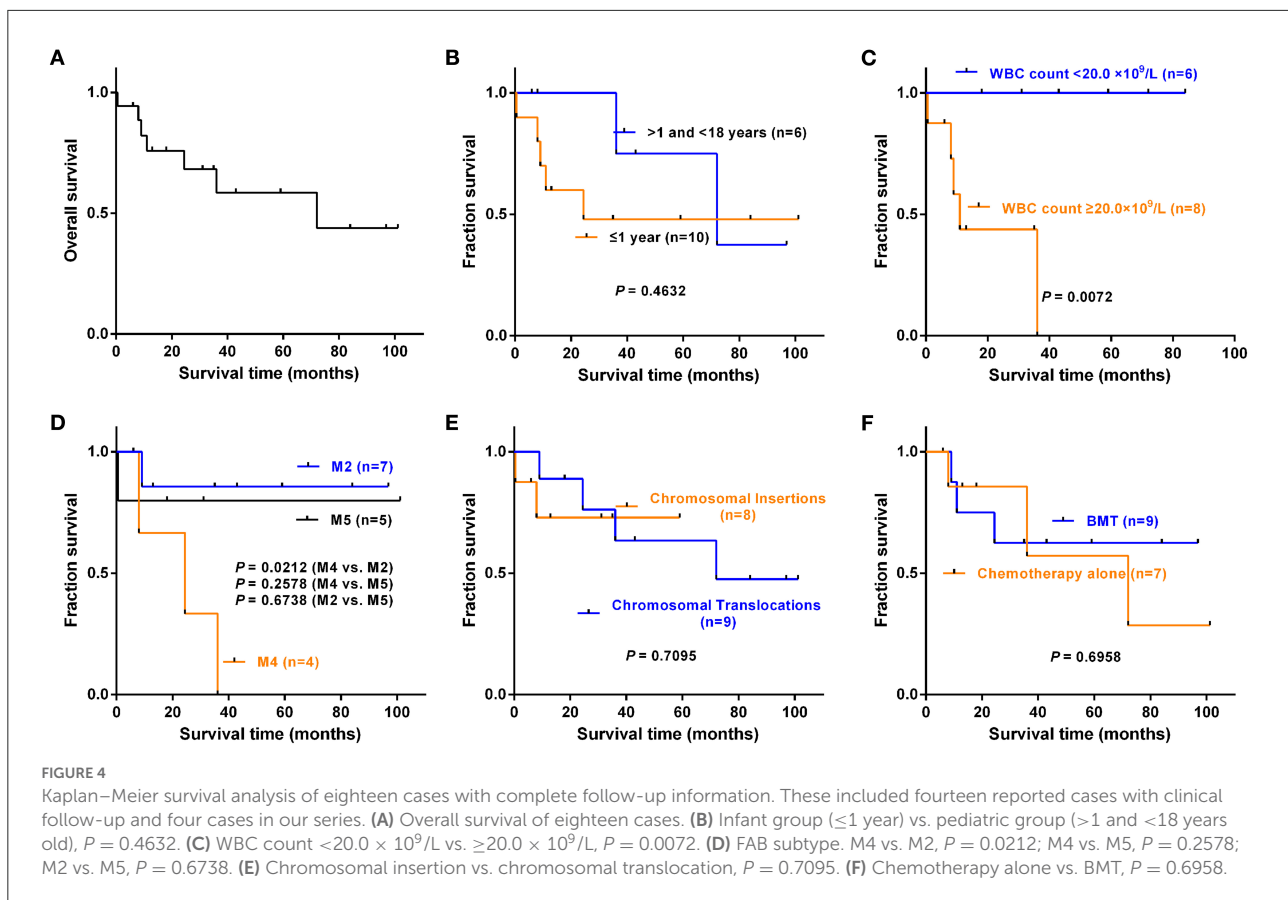 A
Overall survival
1.0
0.5
0.0
0 20 40 60 80 100
Survival time (months)
B
Fraction survival
1.0
0.5
0.0
>1 and <18 years (n=6)
≤1 year (n=10)
P = 0.4632
0 20 40 60 80 100
Survival time (months)
C
Fraction survival
1.0
0.5
0.0
WBC count <20.0 ×10⁹/L (n=6)
WBC count ≥20.0×10⁹/L (n=8)
P = 0.0072
0 20 40 60 80 100
Survival time (months)
D
Fraction survival
1.0
0.5
0.0
M2 (n=7)
M5 (n=5)
P = 0.0212 (M4 vs. M2)
P = 0.2578 (M4 vs. M5)
P = 0.6738 (M2 vs. M5)
M4 (n=4)
0 20 40 60 80 100
Survival time (months)
E
Fraction survival
1.0
0.5
0.0
Chromosomal Insertions
(n=8)
Chromosomal Translocations
(n=9)
P = 0.7095
0 20 40 60 80 100
Survival time (months)
F
Fraction survival
1.0
0.5
0.0
BMT (n=9)
Chemotherapy alone (n=7)
P = 0.6958
0 20 40 60 80 100
Survival time (months)
FIGURE 4
Kaplan–Meier survival analysis of eighteen cases with complete follow-up information. These included fourteen reported cases with clinical
follow-up and four cases in our series. (A) Overall survival of eighteen cases. (B) Infant group (≤1 year) vs. pediatric group (>1 and <18 years
old), P = 0.4632. (C) WBC count <20.0 × 10⁹/L vs. ≥20.0 × 10⁹/L, P = 0.0072. (D) FAB subtype. M4 vs. M2, P = 0.0212; M4 vs. M5, P = 0.2578;
M2 vs. M5, P = 0.6738. (E) Chromosomal insertion vs. chromosomal translocation, P = 0.7095. (F) Chemotherapy alone vs. BMT, P = 0.6958.